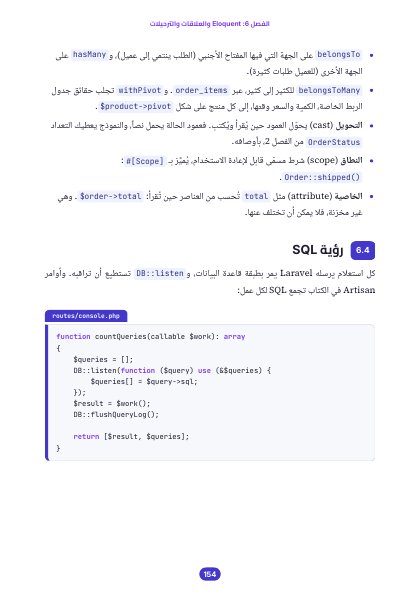 الفصل 6: Eloquent والعلاقات والترحيلات
• belongsTo على الجهة التي فيها المفتاح الأجنبي (الطلب ينتمي إلى عميل)، و hasMany على
الجهة الأخرى (للعميل طلبات كثيرة).
• belongsToMany للكثير إلى كثير، عبر order_items . و withPivot تجلب حقائق جدول
الربط الخاصة، الكمية والسعر وقتها، إلى كل منتج على شكل $product->pivot .
• التحويل (cast) يحوّل العمود حين يُقرأ ويُكتب. فعمود الحالة يحمل نصاً، والنموذج يعطيك التعداد
OrderStatus من الفصل 2، بأوصافه.
• النطاق (scope) شرط مسمّى قابل لإعادة الاستخدام، يُميَّز بـ #[Scope] :
Order::shipped() .
• الخاصية (attribute) مثل total تُحسب من العناصر حين تُقرأ: $order->total . وهي
غير مخزنة، فلا يمكن أن تختلف عنها.
6.4 رؤية SQL
كل استعلام يرسله Laravel يمر بطبقة قاعدة البيانات، و DB::listen تستطيع أن تراقبه. وأوامر
Artisan في الكتاب تجمع SQL لكل عمل:
routes/console.php
function countQueries(callable $work): array
{
    $queries = [];
    DB::listen(function ($query) use (&$queries) {
        $queries[] = $query->sql;
    });
    $result = $work();
    DB::flushQueryLog();
    return [$result, $queries];
}
154